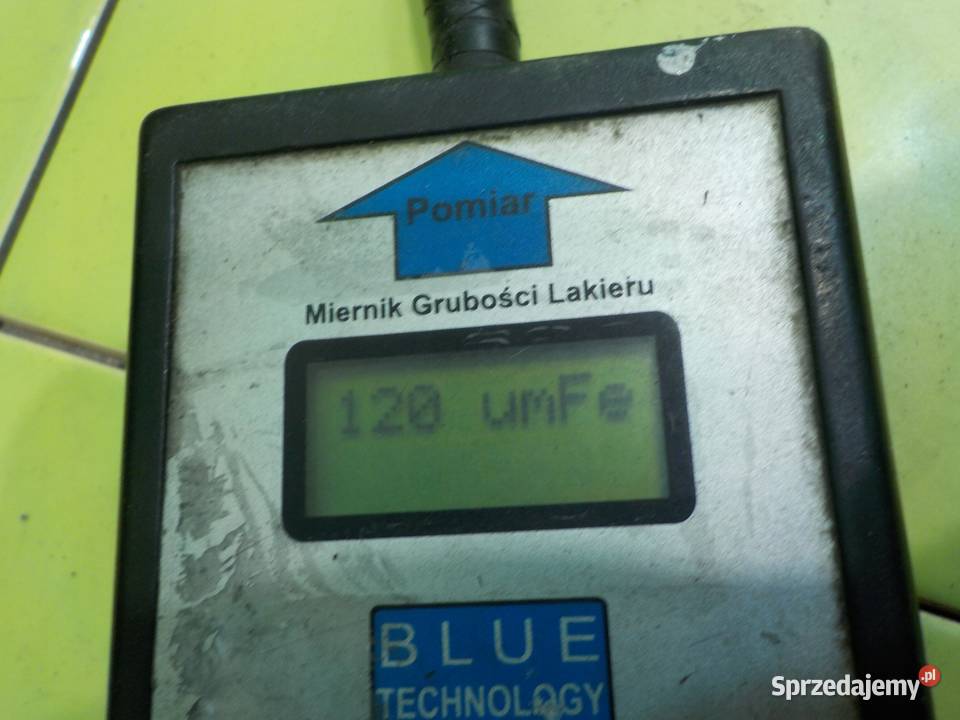 Pomiar
Miernik Grubości Lakieru
120 umFe
BLUE
TECHNOLOGY
Sprzedajemy.pl